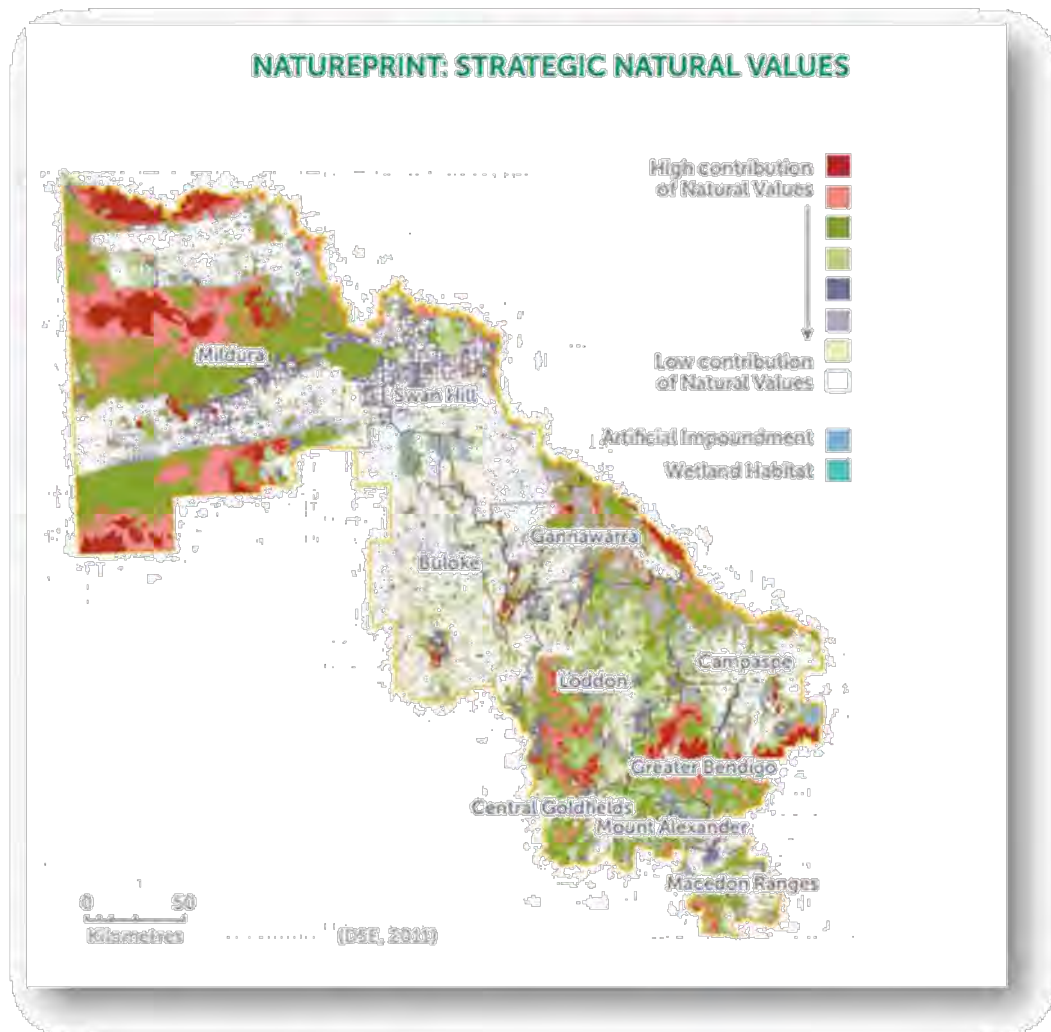 NATUREPRINT: STRATEGIC NATURAL VALUES
High contribution
of Natural Values
Low contribution
of Natural Values
Artificial Impoundment
Wetland Habitat
Mildura
Swan Hill
Gannawarra
Buloke
Campaspe
Loddon
Greater Bendigo
Central Goldfields
Mount Alexander
Macedon Ranges
0 50
Kilometres
(DSE, 2011)